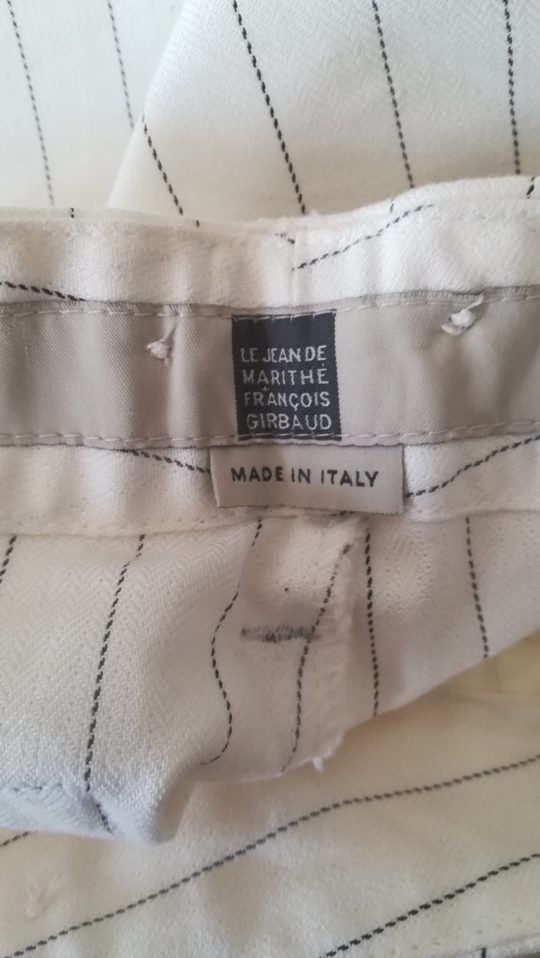 LE JEAN DE
MARITHÉ
+
FRANÇOIS
GIRBAUD
MADE IN ITALY